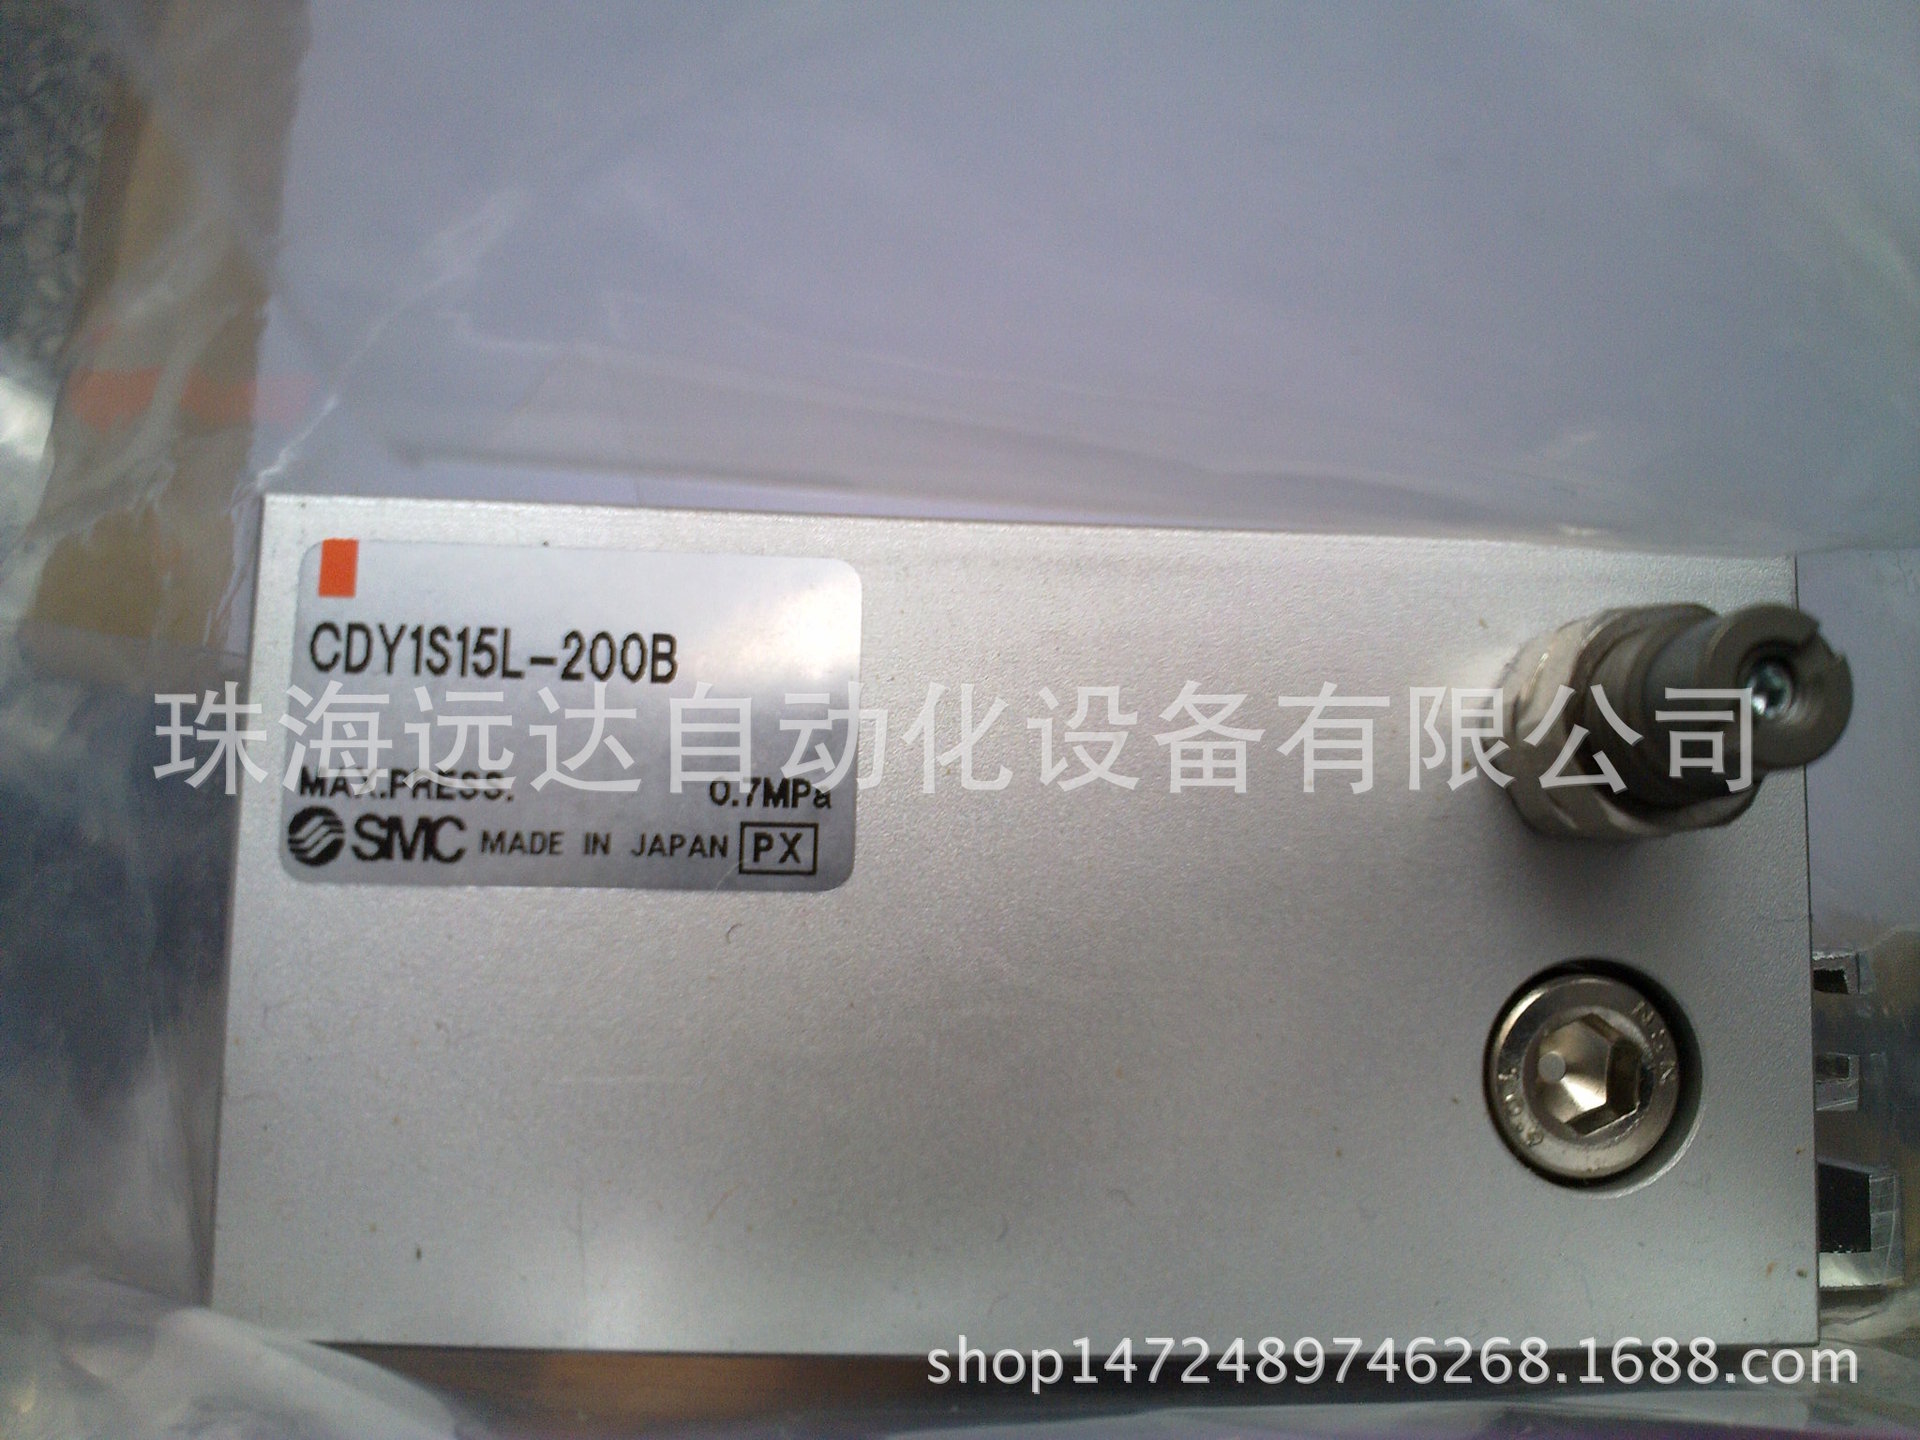 CDY1S15L-200B
珠海远达自动化设备有限公司
MAX.PRESS. 0.7MPa
SMC MADE IN JAPAN PX
shop1472489746268.1688.com